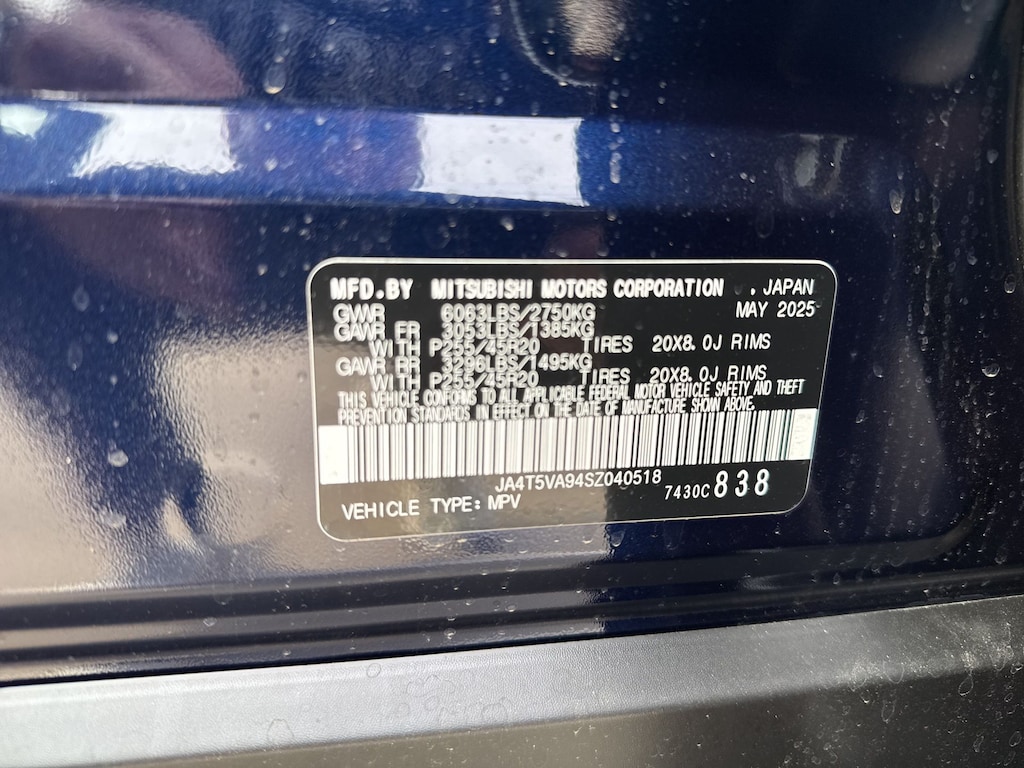 MFD.BY MITSUBISHI MOTORS CORPORATION , JAPAN
GVWR 6063LBS/2750KG MAY 2025
GAWR FR 3053LBS/1385KG
WITH P255/45R20 TIRES 20X8.0J RIMS
GAWR RR 3296LBS/1495KG
WITH P255/45R20 TIRES 20X8.0J RIMS
THIS VEHICLE CONFORMS TO ALL APPLICABLE FEDERAL MOTOR VEHICLE SAFETY AND THEFT
PREVENTION STANDARDS IN EFFECT ON THE DATE OF MANUFACTURE SHOWN ABOVE.
JA4T5VA94SZ040518
7430C 838
VEHICLE TYPE: MPV